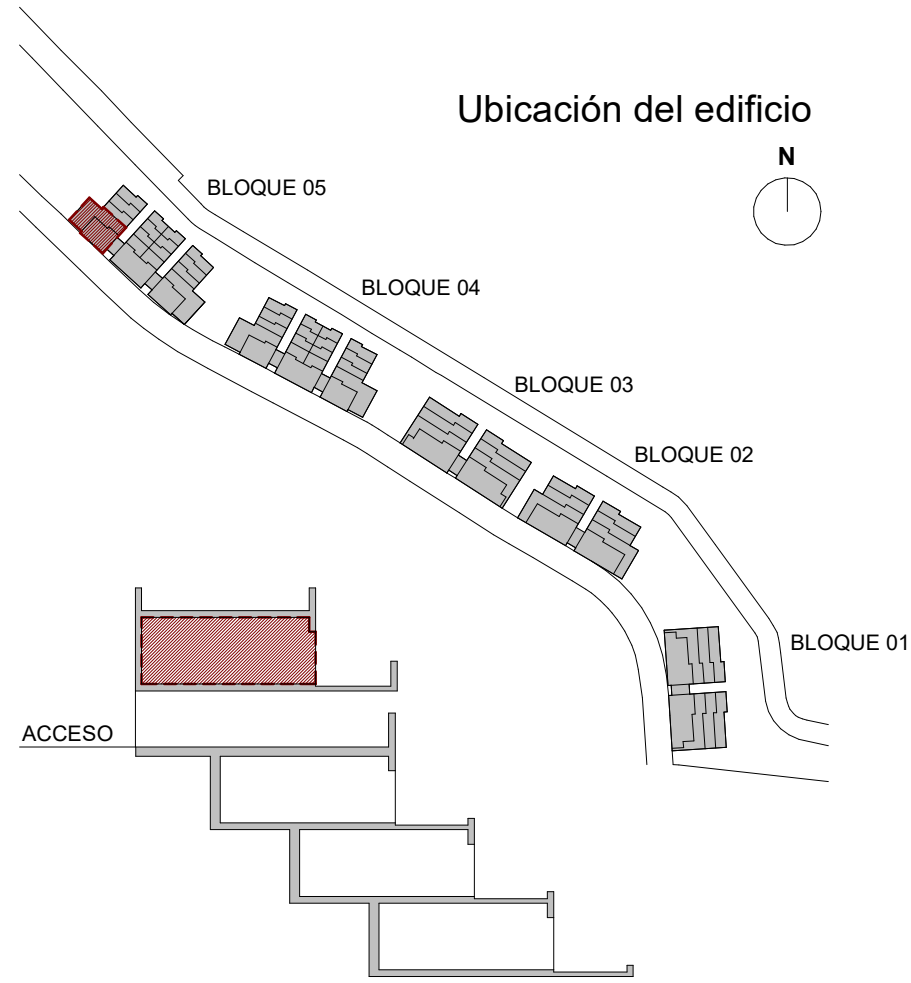 Ubicación del edificio
N
BLOQUE 05
BLOQUE 04
BLOQUE 03
BLOQUE 02
BLOQUE 01
ACCESO